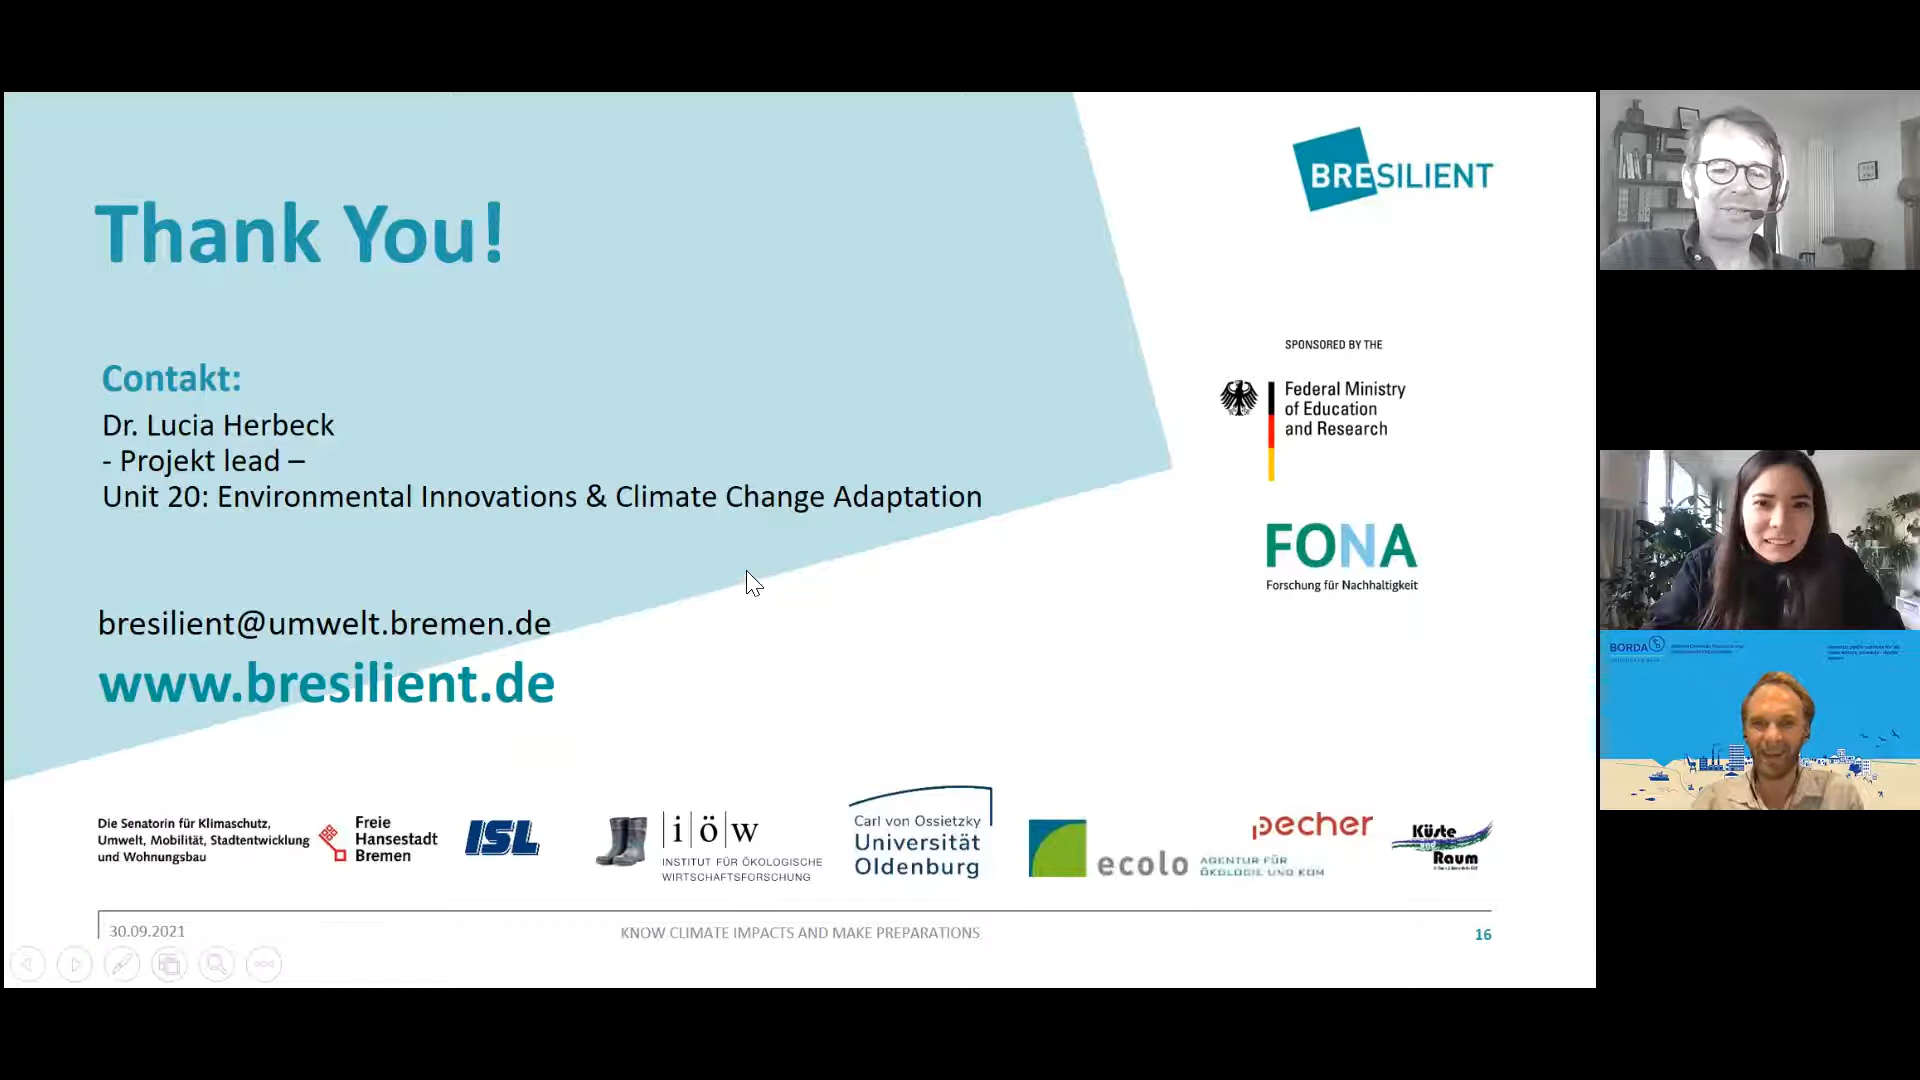 Thank You!
BRESILIENT
SPONSORED BY THE
Federal Ministry
of Education
and Research
Contakt:
Dr. Lucia Herbeck
- Projekt lead –
Unit 20: Environmental Innovations & Climate Change Adaptation
FONA
Forschung für Nachhaltigkeit
bresilient@umwelt.bremen.de
www.bresilient.de
BORDA
Die Senatorin für Klimaschutz,
Umwelt, Mobilität, Stadtentwicklung
und Wohnungsbau
Freie
Hansestadt
Bremen
ISL
i|ö|w
INSTITUT FÜR ÖKOLOGISCHE
WIRTSCHAFTSFORSCHUNG
Carl von Ossietzky
Universität
Oldenburg
ecolo
AGENTUR FÜR
ÖKOLOGIE UND KOM
pecher
Küste
Raum
30.09.2021
KNOW CLIMATE IMPACTS AND MAKE PREPARATIONS
16